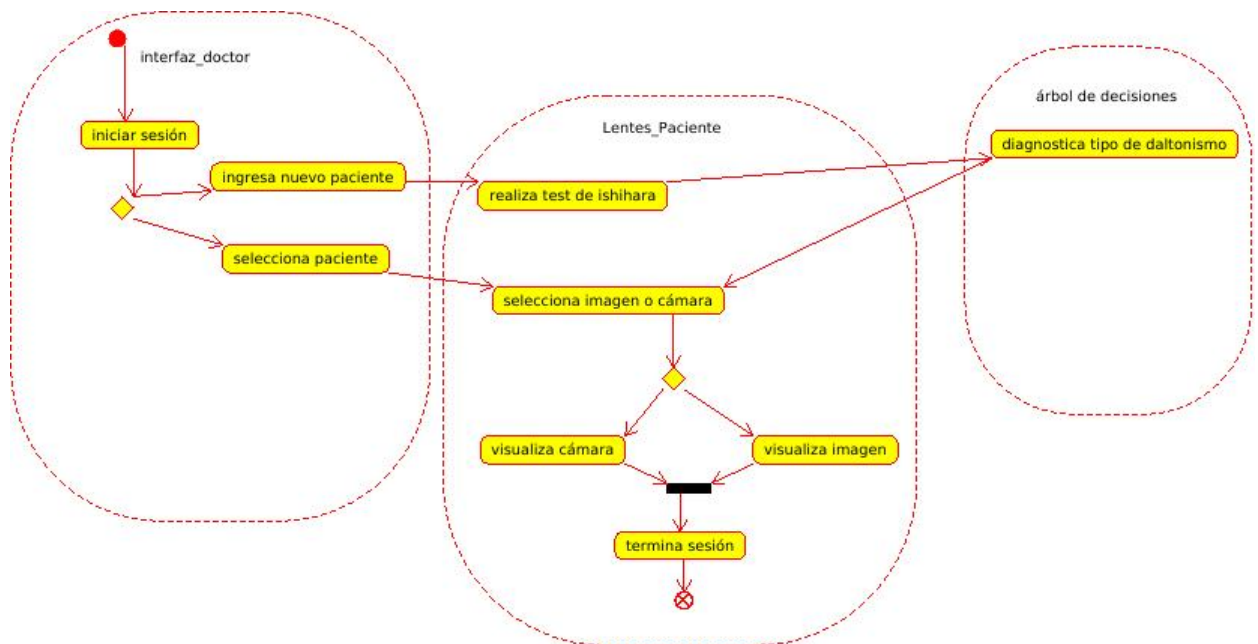 interfaz_doctor
iniciar sesión
ingresa nuevo paciente
selecciona paciente
Lentes_Paciente
realiza test de ishihara
selecciona imagen o cámara
visualiza cámara
visualiza imagen
termina sesión
árbol de decisiones
diagnostica tipo de daltonismo